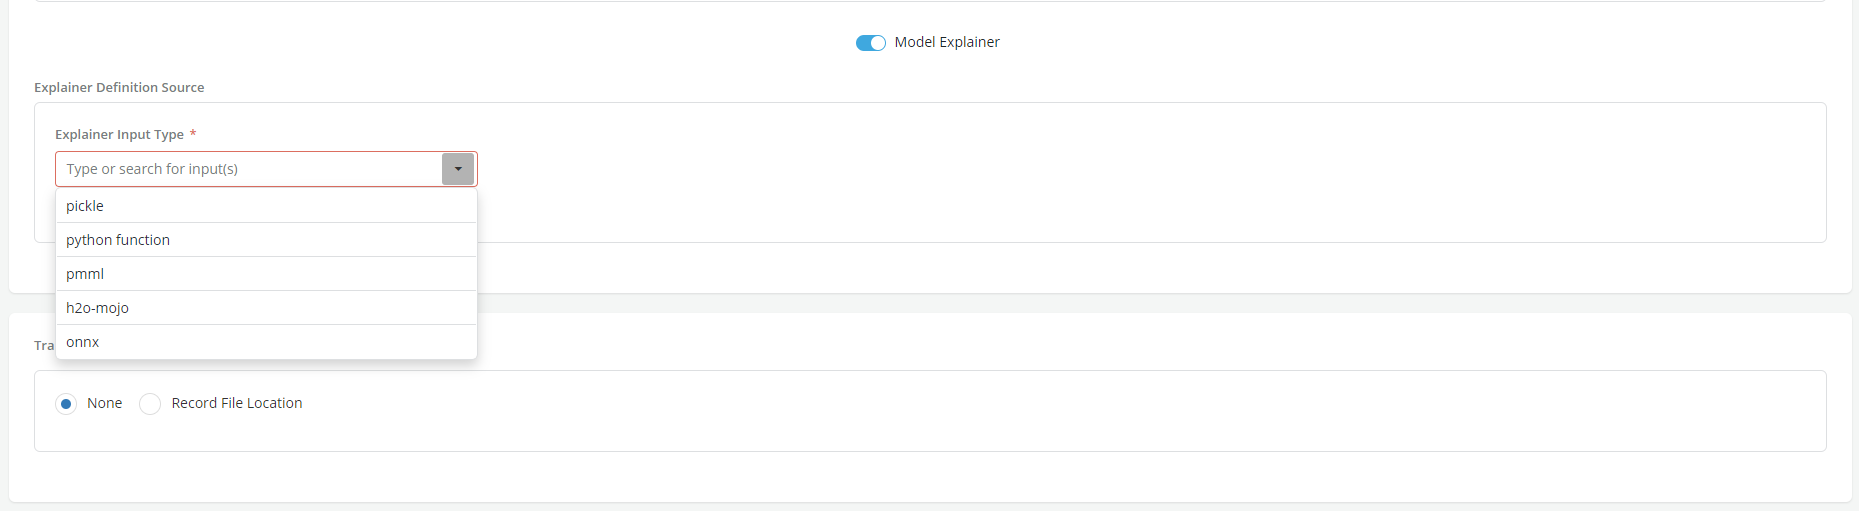 Model Explainer
Explainer Definition Source
Explainer Input Type *
Type or search for input(s)
pickle
python function
pmml
h2o-mojo
onnx
None Record File Location